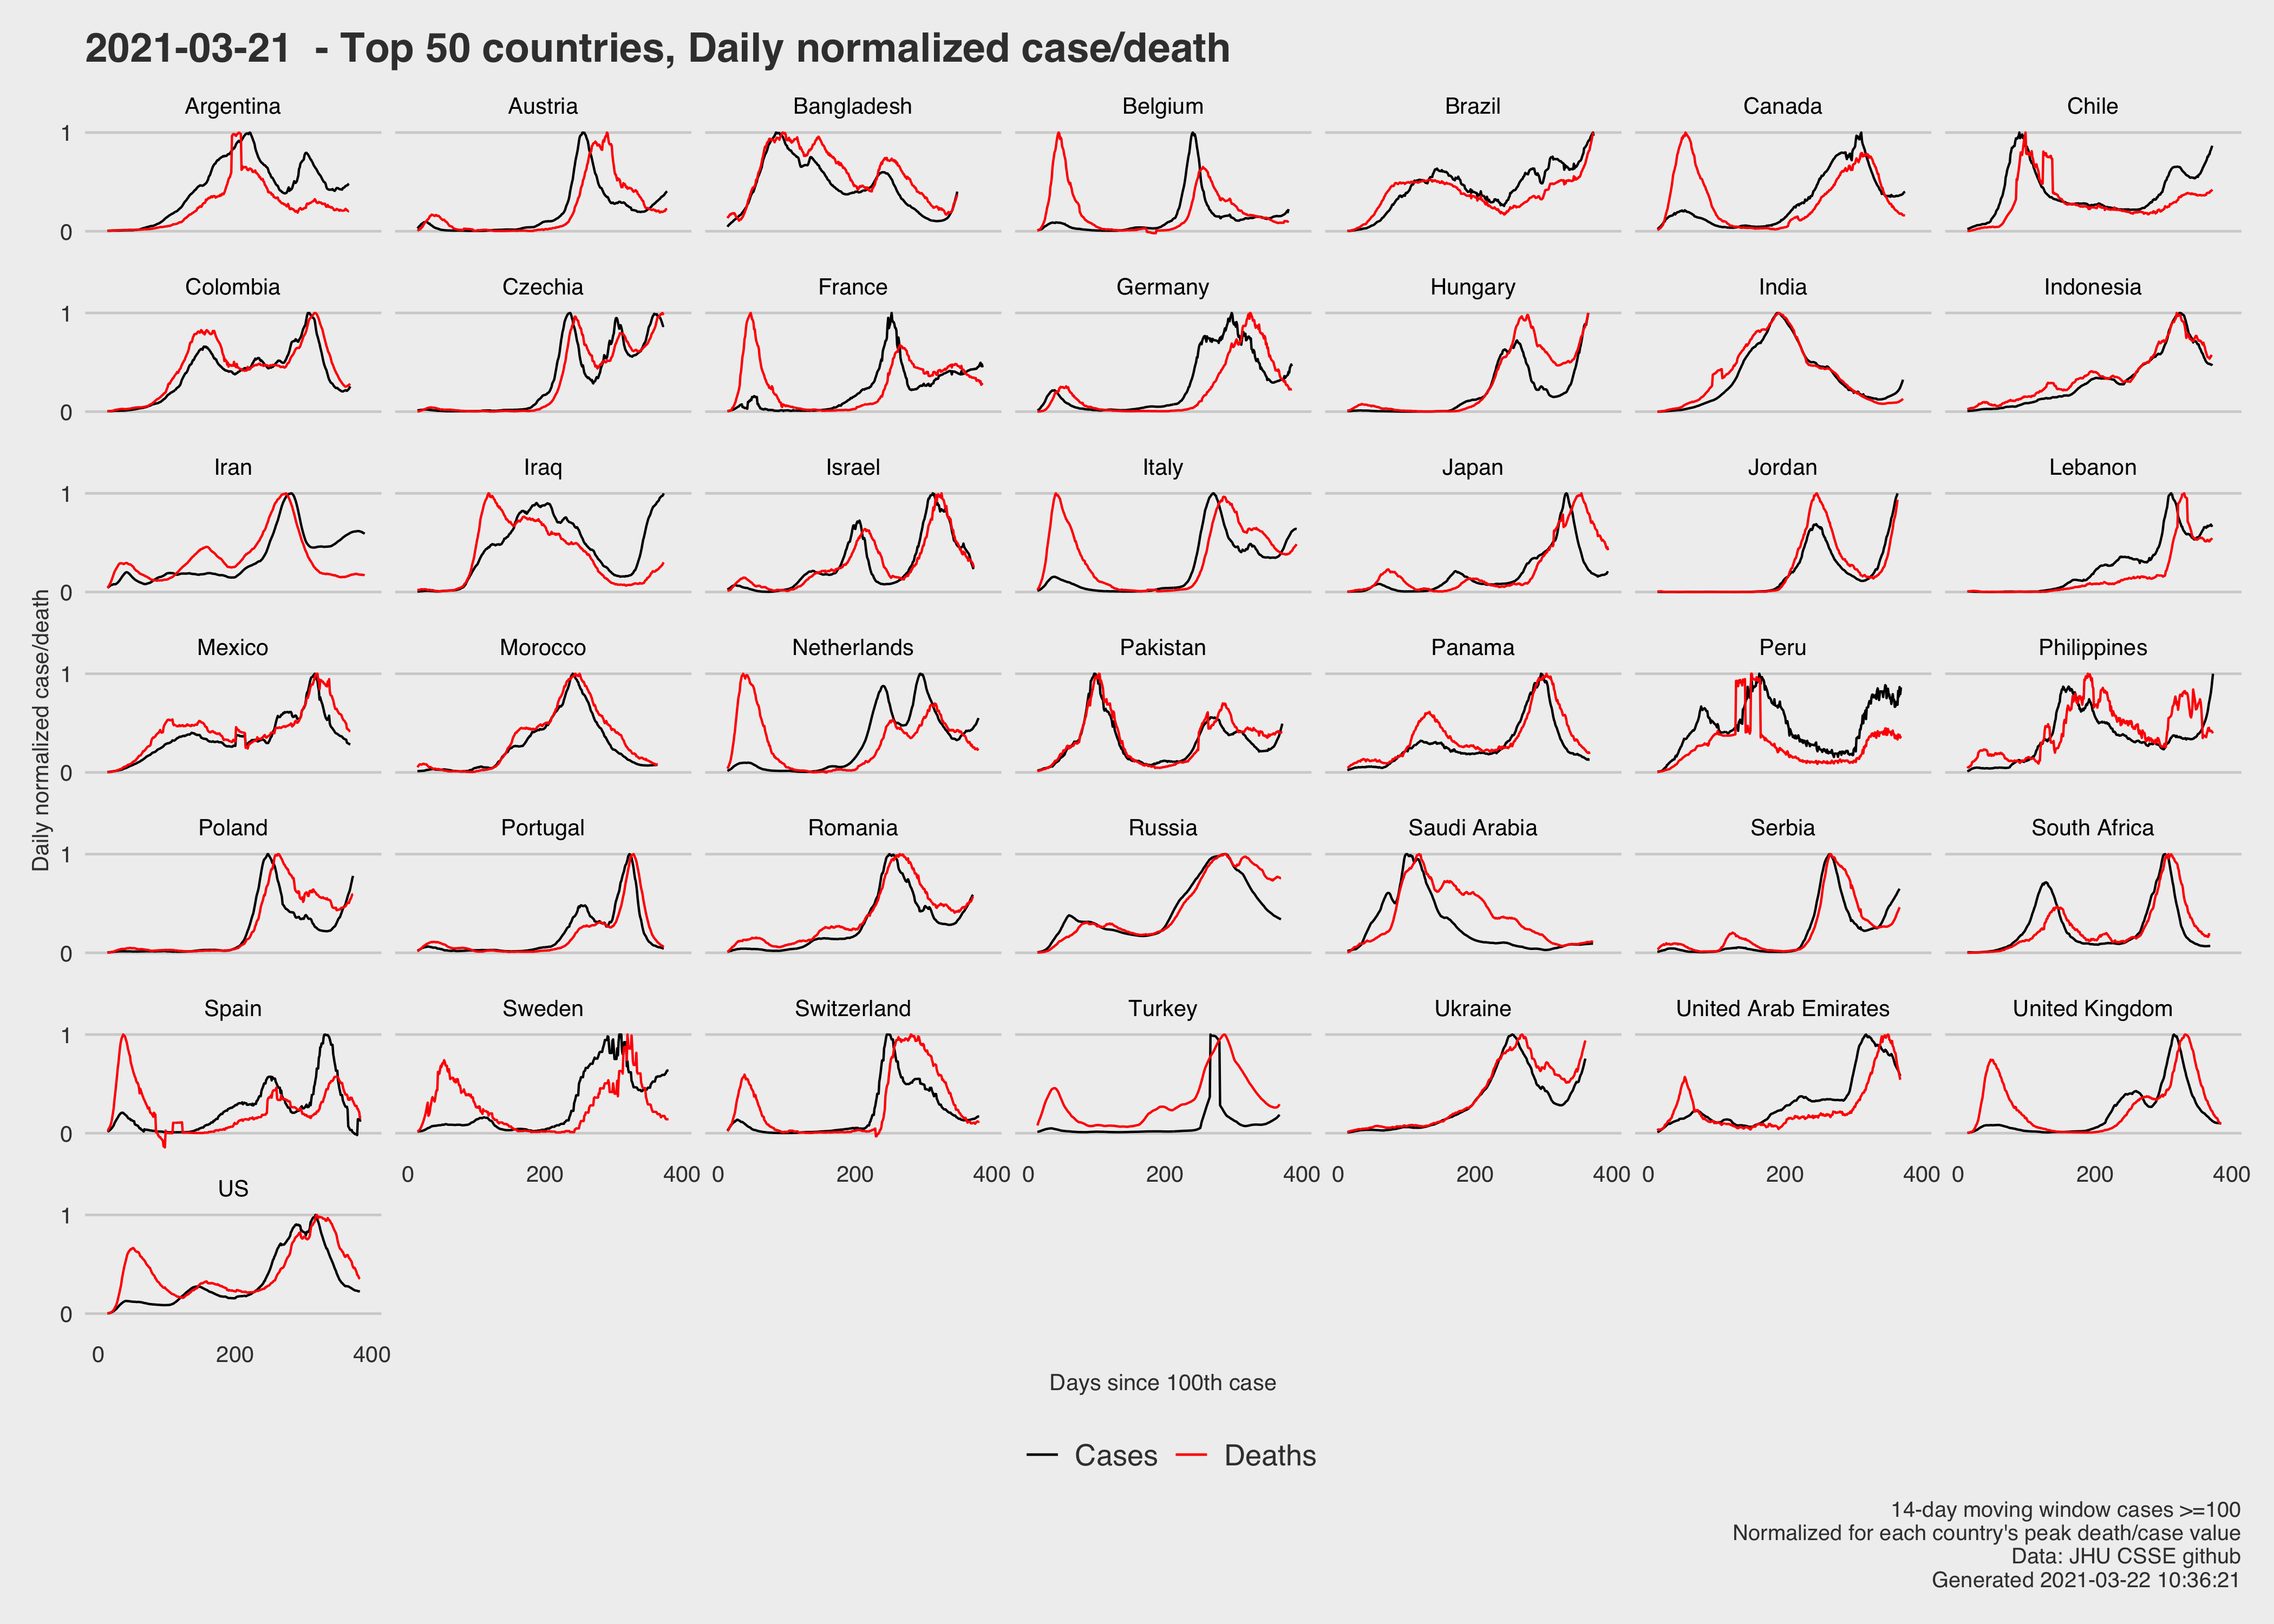 2021-03-21  - Top 50 countries, Daily normalized case/death
Argentina Austria Bangladesh Belgium Brazil Canada Chile
1
0
Colombia Czechia France Germany Hungary India Indonesia
1
0
Iran Iraq Israel Italy Japan Jordan Lebanon
1
0
Daily normalized case/death
Mexico Morocco Netherlands Pakistan Panama Peru Philippines
1
0
Poland Portugal Romania Russia Saudi Arabia Serbia South Africa
1
0
Spain Sweden Switzerland Turkey Ukraine United Arab Emirates United Kingdom
1
0
0 200 400 0 200 400 0 200 400 0 200 400 0 200 400 0 200 400
US
1
0
0 200 400
Days since 100th case
Cases Deaths
14-day moving window cases >=100
Normalized for each country's peak death/case value
Data: JHU CSSE github
Generated 2021-03-22 10:36:21